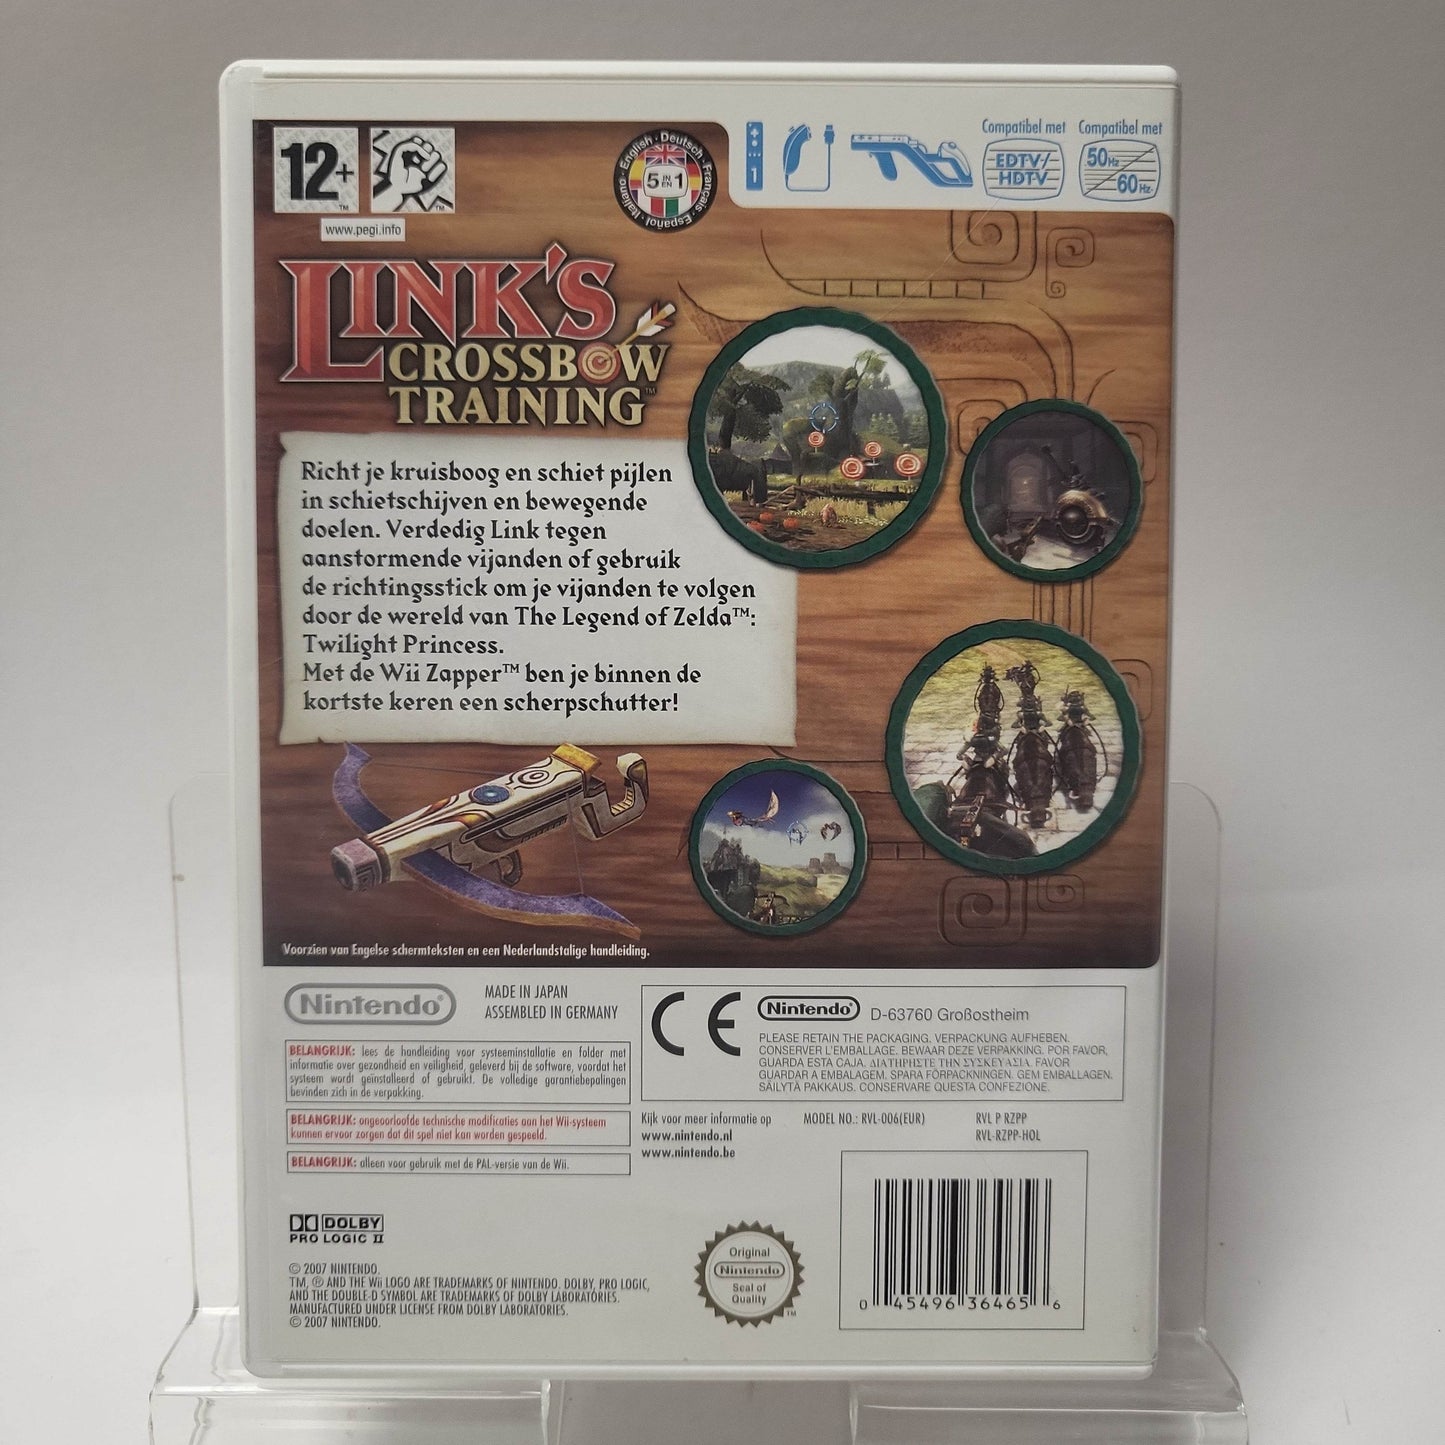 12+
TM
TM
www.pegi.info
English · Deutsch · Français · Español · Italiano
5 IN EN 1
1
Compatibel met
EDTV/
HDTV
Compatibel met
50Hz
60Hz
LINK'S
CROSSBOW
TRAINING™
Richt je kruisboog en schiet pijlen
in schietschijven en bewegende
doelen. Verdedig Link tegen
aanstormende vijanden of gebruik
de richtingsstick om je vijanden te volgen
door de wereld van The Legend of Zelda™:
Twilight Princess.
Met de Wii Zapper™ ben je binnen de
kortste keren een scherpschutter!
Voorzien van Engelse schermteksten en een Nederlandstalige handleiding.
Nintendo®
MADE IN JAPAN
ASSEMBLED IN GERMANY
BELANGRIJK: lees de handleiding voor systeeminstallatie en folder met
informatie over gezondheid en veiligheid, geleverd bij de software, voordat het
systeem wordt geïnstalleerd of gebruikt. De volledige garantiebepalingen
bevinden zich in de verpakking.
BELANGRIJK: ongeoorloofde technische modificaties aan het Wii-systeem
kunnen ervoor zorgen dat dit spel niet kan worden gespeeld.
BELANGRIJK: alleen voor gebruik met de PAL-versie van de Wii.
CE
Nintendo® D-63760 Großostheim
PLEASE RETAIN THE PACKAGING. VERPACKUNG AUFHEBEN.
CONSERVER L'EMBALLAGE. BEWAAR DEZE VERPAKKING. POR FAVOR,
GUARDA ESTA CAJA. ΔΙΑΤΗΡΗΣΤΕ ΤΗΝ ΣΥΣΚΕΥΑΣΙΑ. FAVOR
GUARDAR A EMBALAGEM. SPARA FÖRPACKNINGEN. GEM EMBALLAGEN.
SÄILYTÄ PAKKAUS. CONSERVARE QUESTA CONFEZIONE.
Kijk voor meer informatie op
www.nintendo.nl
www.nintendo.be
MODEL NO.: RVL-006(EUR)
RVL P RZPP
RVL-RZPP-HOL
DOLBY
PRO LOGIC II
© 2007 NINTENDO.
TM, ® AND THE Wii LOGO ARE TRADEMARKS OF NINTENDO. DOLBY, PRO LOGIC,
AND THE DOUBLE-D SYMBOL ARE TRADEMARKS OF DOLBY LABORATORIES.
MANUFACTURED UNDER LICENSE FROM DOLBY LABORATORIES.
© 2007 NINTENDO.
Original
Nintendo
Seal of
Quality
TM
0 45496 36465 6